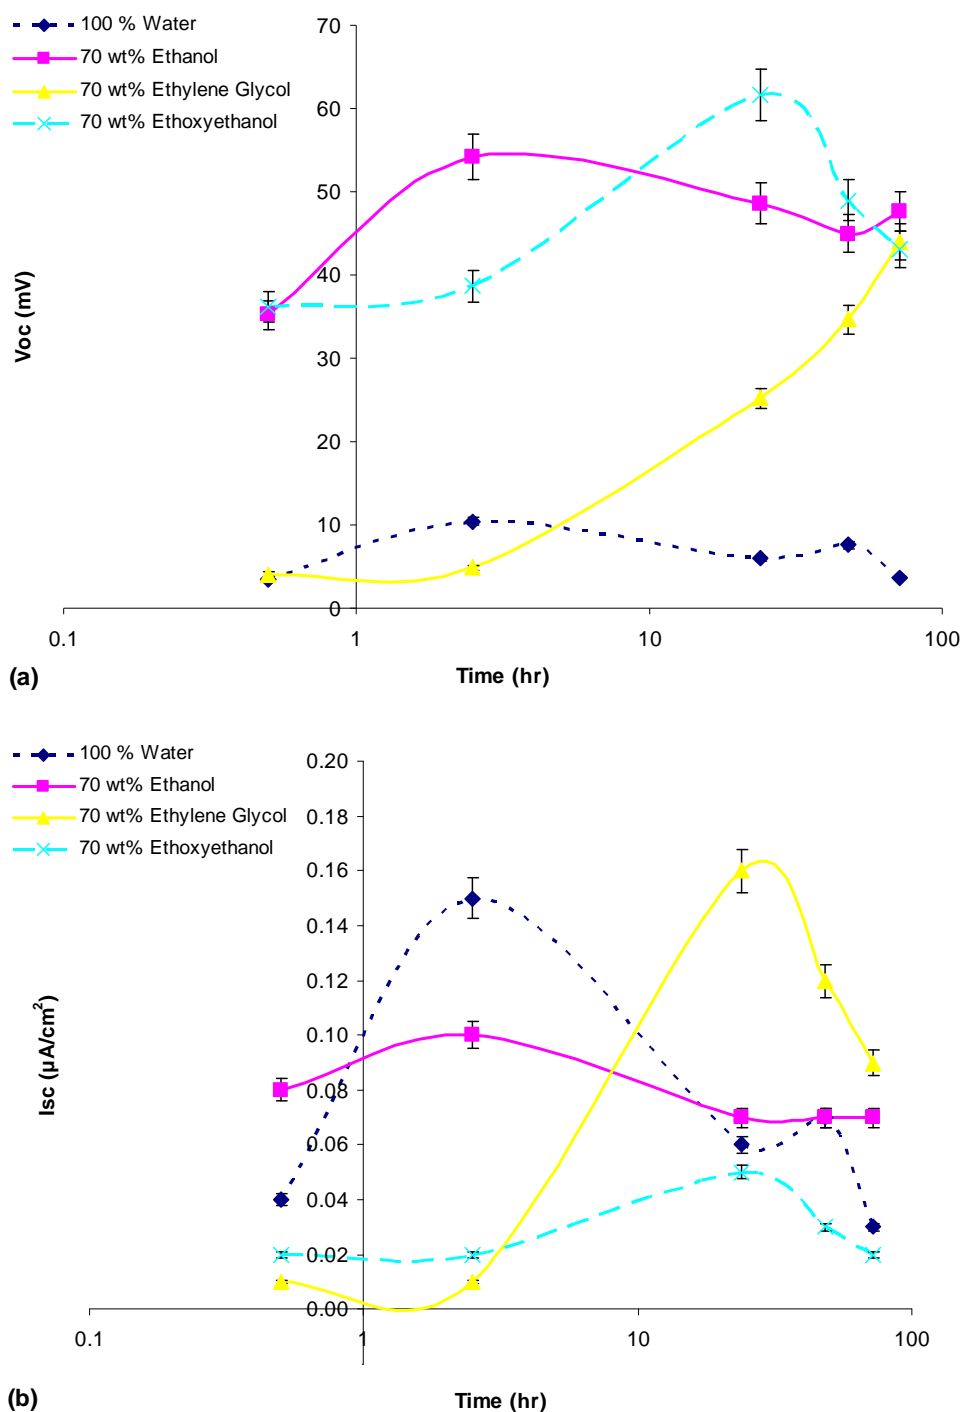 100 % Water
70 wt% Ethanol
70 wt% Ethylene Glycol
70 wt% Ethoxyethanol
70
60
50
40
30
20
10
0
Voc (mV)
0.1 1 10 100
Time (hr)
(a)
100 % Water
70 wt% Ethanol
70 wt% Ethylene Glycol
70 wt% Ethoxyethanol
0.20
0.18
0.16
0.14
0.12
0.10
0.08
0.06
0.04
0.02
0.00
Isc (µA/cm²)
0.1 1 10 100
Time (hr)
(b)